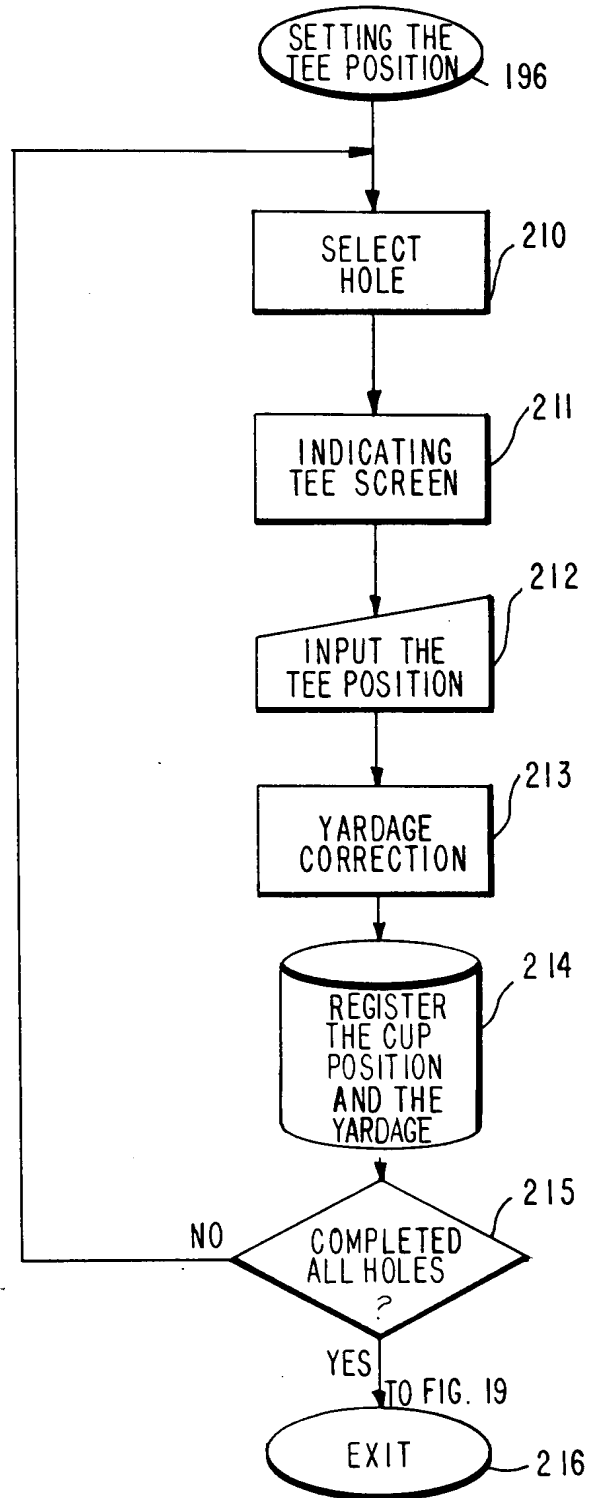 SETTING THE
TEE POSITION
196
SELECT
HOLE
210
INDICATING
TEE SCREEN
211
INPUT THE
TEE POSITION
212
YARDAGE
CORRECTION
213
REGISTER
THE CUP
POSITION
AND THE
YARDAGE
214
COMPLETED
ALL HOLES
?
215
NO
YES
TO FIG. 19
EXIT
216